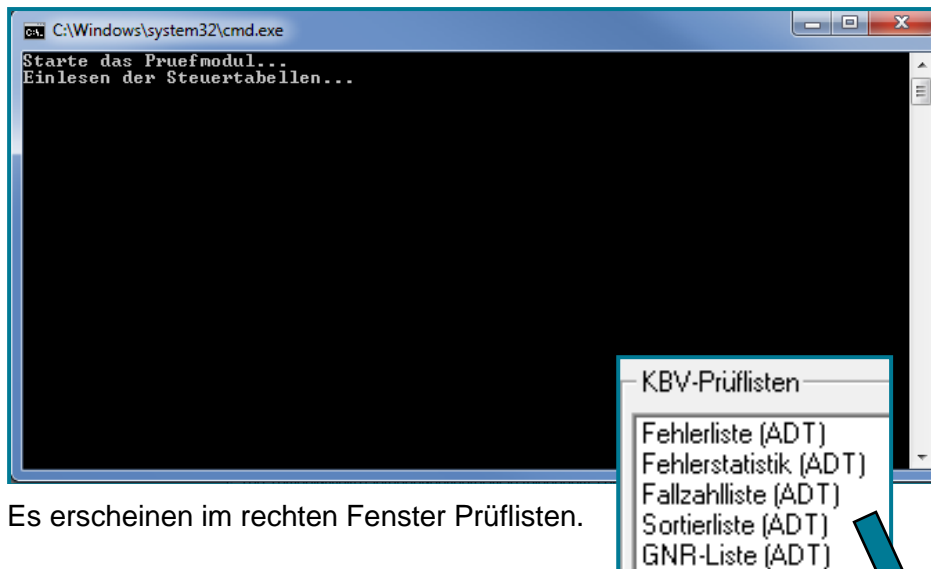 C:\Windows\system32\cmd.exe
Starte das Pruefmodul...
Einlesen der Steuertabellen...
KBV-Prüflisten
Fehlerliste (ADT)
Fehlerstatistik (ADT)
Fallzahlliste (ADT)
Sortierliste (ADT)
GNR-Liste (ADT)
Es erscheinen im rechten Fenster Prüflisten.